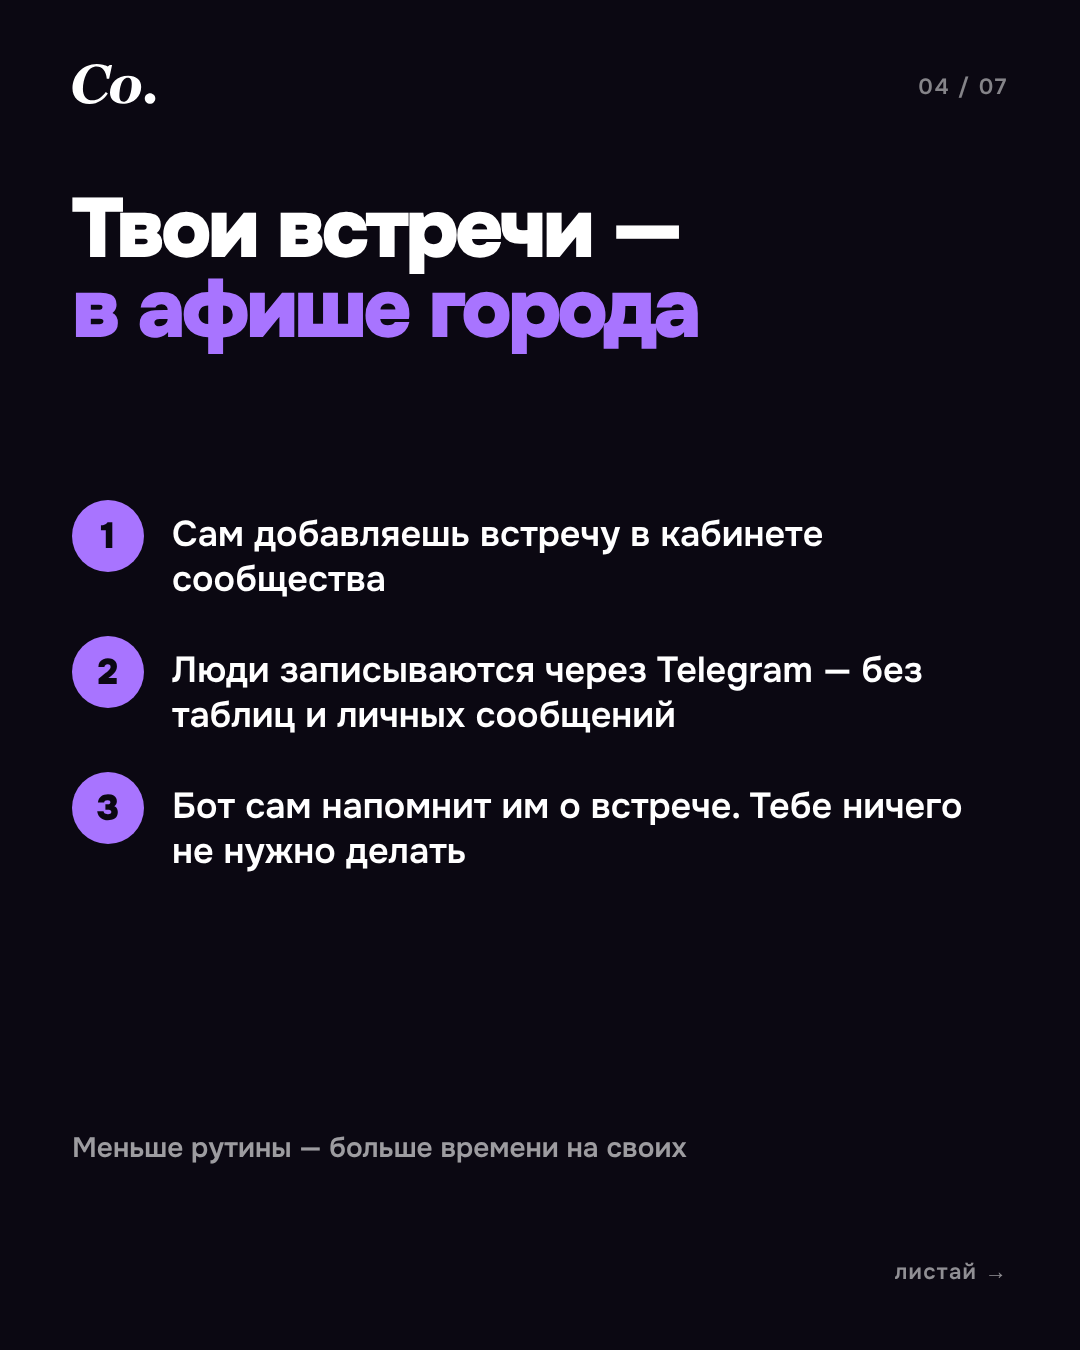 Co.
04 / 07
Твои встречи —
в афише города
1
Сам добавляешь встречу в кабинете
сообщества
2
Люди записываются через Telegram — без
таблиц и личных сообщений
3
Бот сам напомнит им о встрече. Тебе ничего
не нужно делать
Меньше рутины — больше времени на своих
листай →